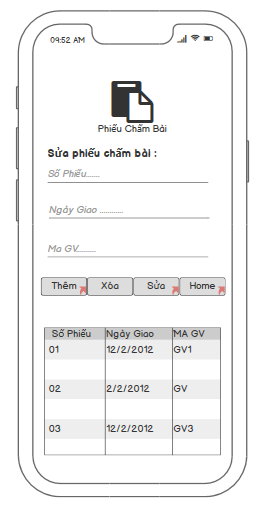 09:52 AM
Phiếu Chấm Bài
Sửa phiếu chấm bài :
Số Phiếu......
Ngày Giao ............
Ma GV.........
Thêm Xóa Sửa Home
Số Phiếu Ngày Giao MA GV
01 12/2/2012 GV1
02 2/2/2012 GV
03 12/2/2012 GV3